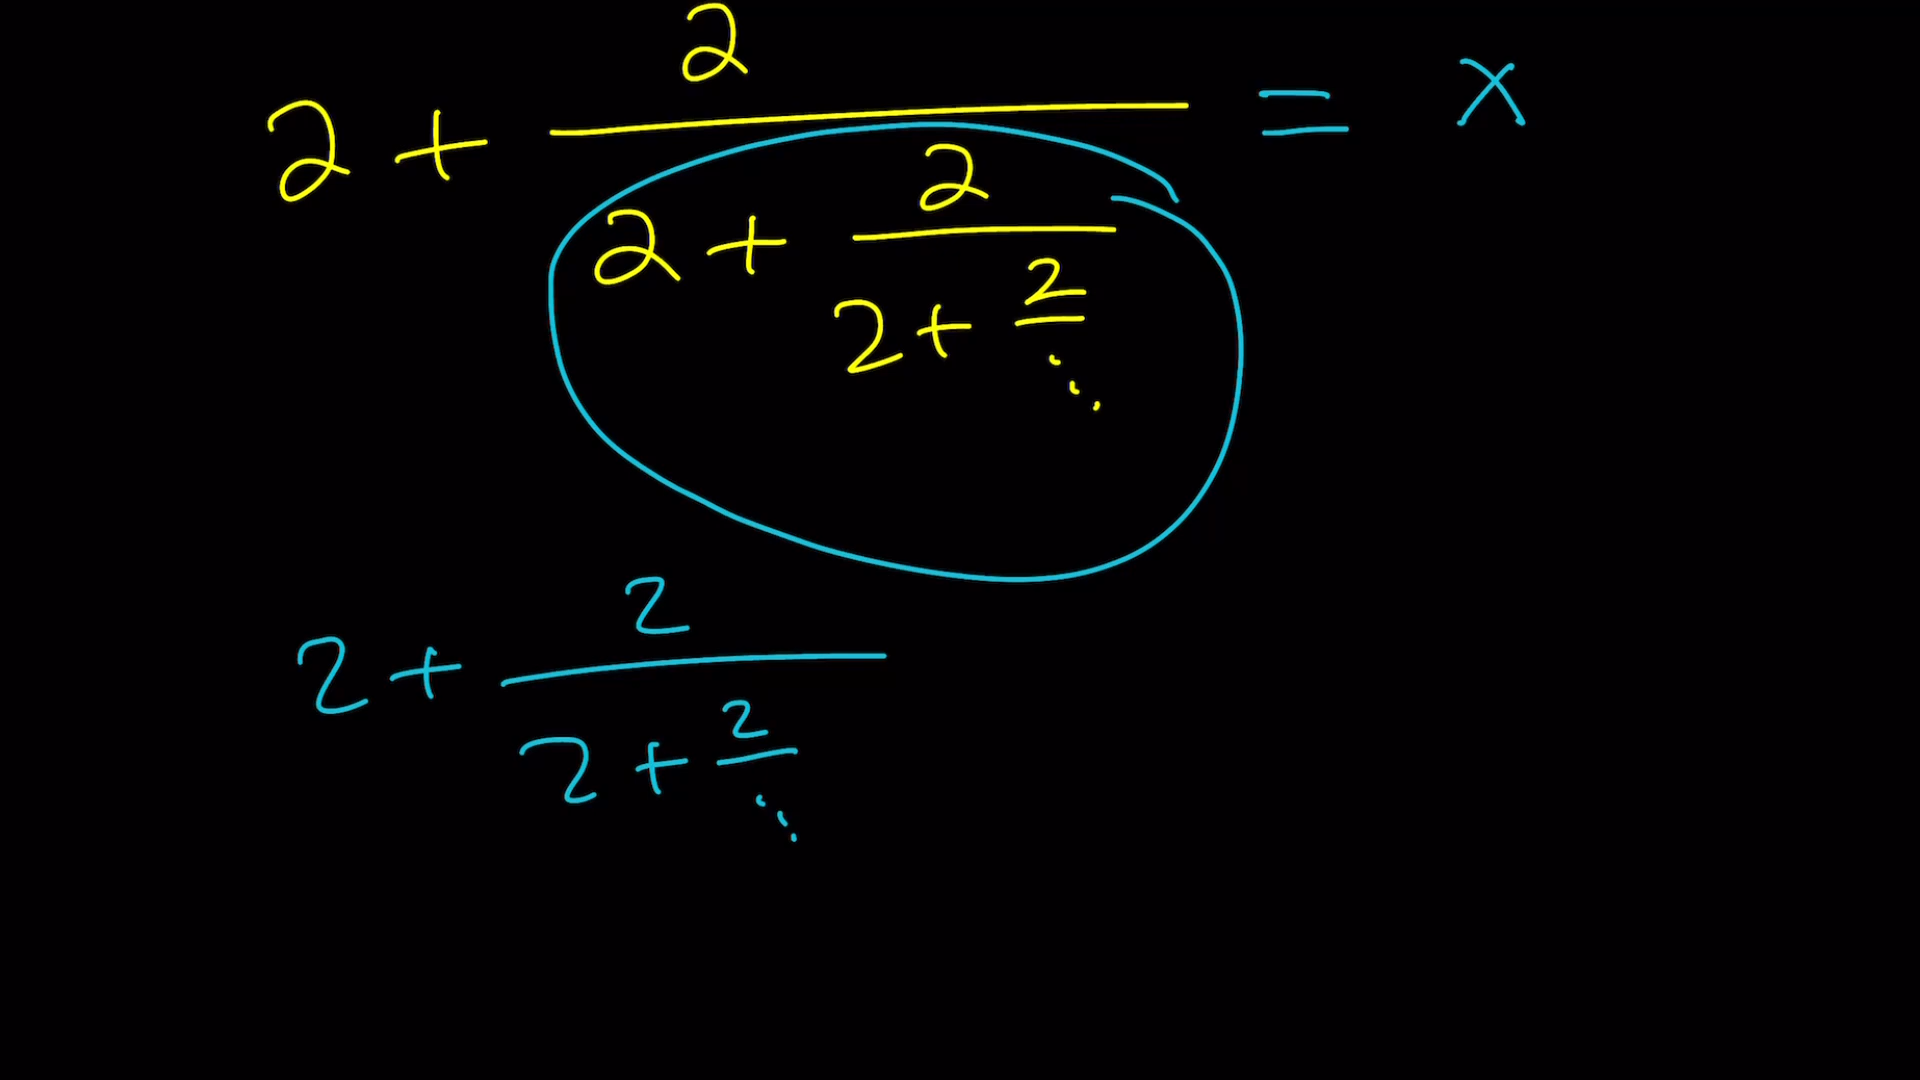 2 + 2/(2 + 2/(2 + 2/⋱)) = x
2 + 2/(2 + 2/⋱)